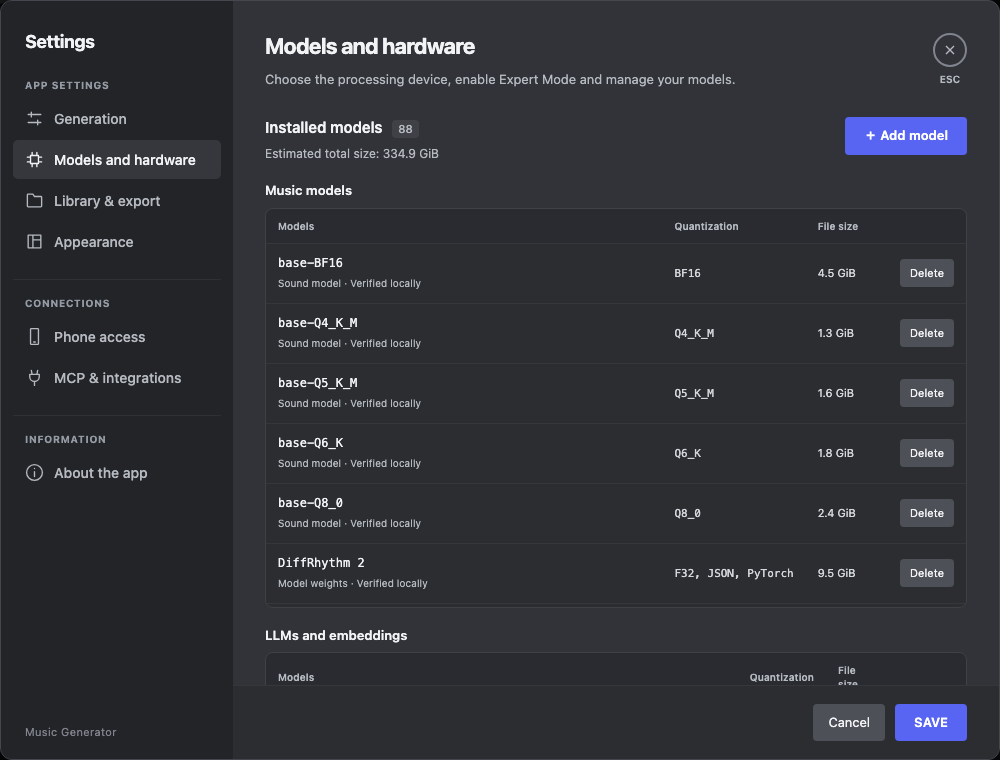 Settings
APP SETTINGS
Generation
Models and hardware
Library & export
Appearance
CONNECTIONS
Phone access
MCP & integrations
INFORMATION
About the app
Music Generator
Models and hardware
Choose the processing device, enable Expert Mode and manage your models.
ESC
Installed models 88
Estimated total size: 334.9 GiB
+ Add model
Music models
Models Quantization File size
base-BF16
Sound model · Verified locally
BF16 4.5 GiB Delete
base-Q4_K_M
Sound model · Verified locally
Q4_K_M 1.3 GiB Delete
base-Q5_K_M
Sound model · Verified locally
Q5_K_M 1.6 GiB Delete
base-Q6_K
Sound model · Verified locally
Q6_K 1.8 GiB Delete
base-Q8_0
Sound model · Verified locally
Q8_0 2.4 GiB Delete
DiffRhythm 2
Model weights · Verified locally
F32, JSON, PyTorch 9.5 GiB Delete
LLMs and embeddings
Models Quantization File size
Cancel SAVE